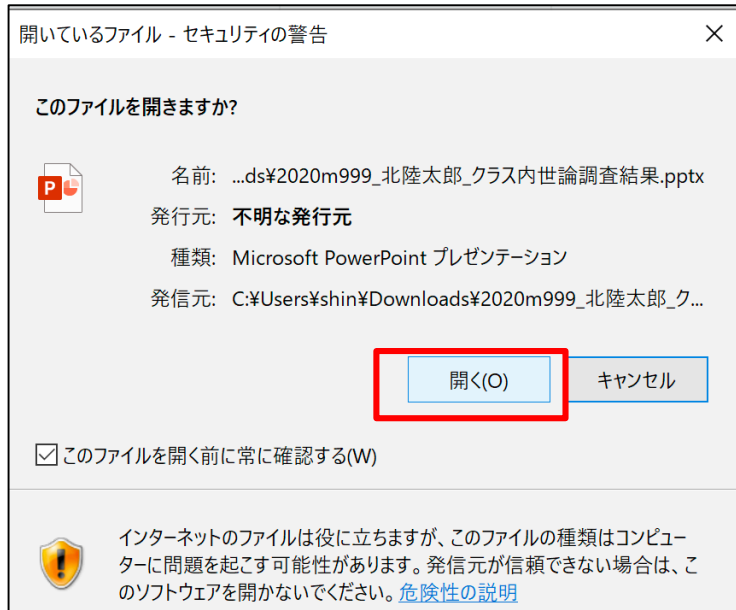 開いているファイル - セキュリティの警告
このファイルを開きますか?
名前: ...ds¥2020m999_北陸太郎_クラス内世論調査結果.pptx
発行元: 不明な発行元
種類: Microsoft PowerPoint プレゼンテーション
発信元: C:¥Users¥shin¥Downloads¥2020m999_北陸太郎_ク...
開く(O) キャンセル
このファイルを開く前に常に確認する(W)
インターネットのファイルは役に立ちますが、このファイルの種類はコンピュー
ターに問題を起こす可能性があります。発信元が信頼できない場合は、こ
のソフトウェアを開かないでください。危険性の説明